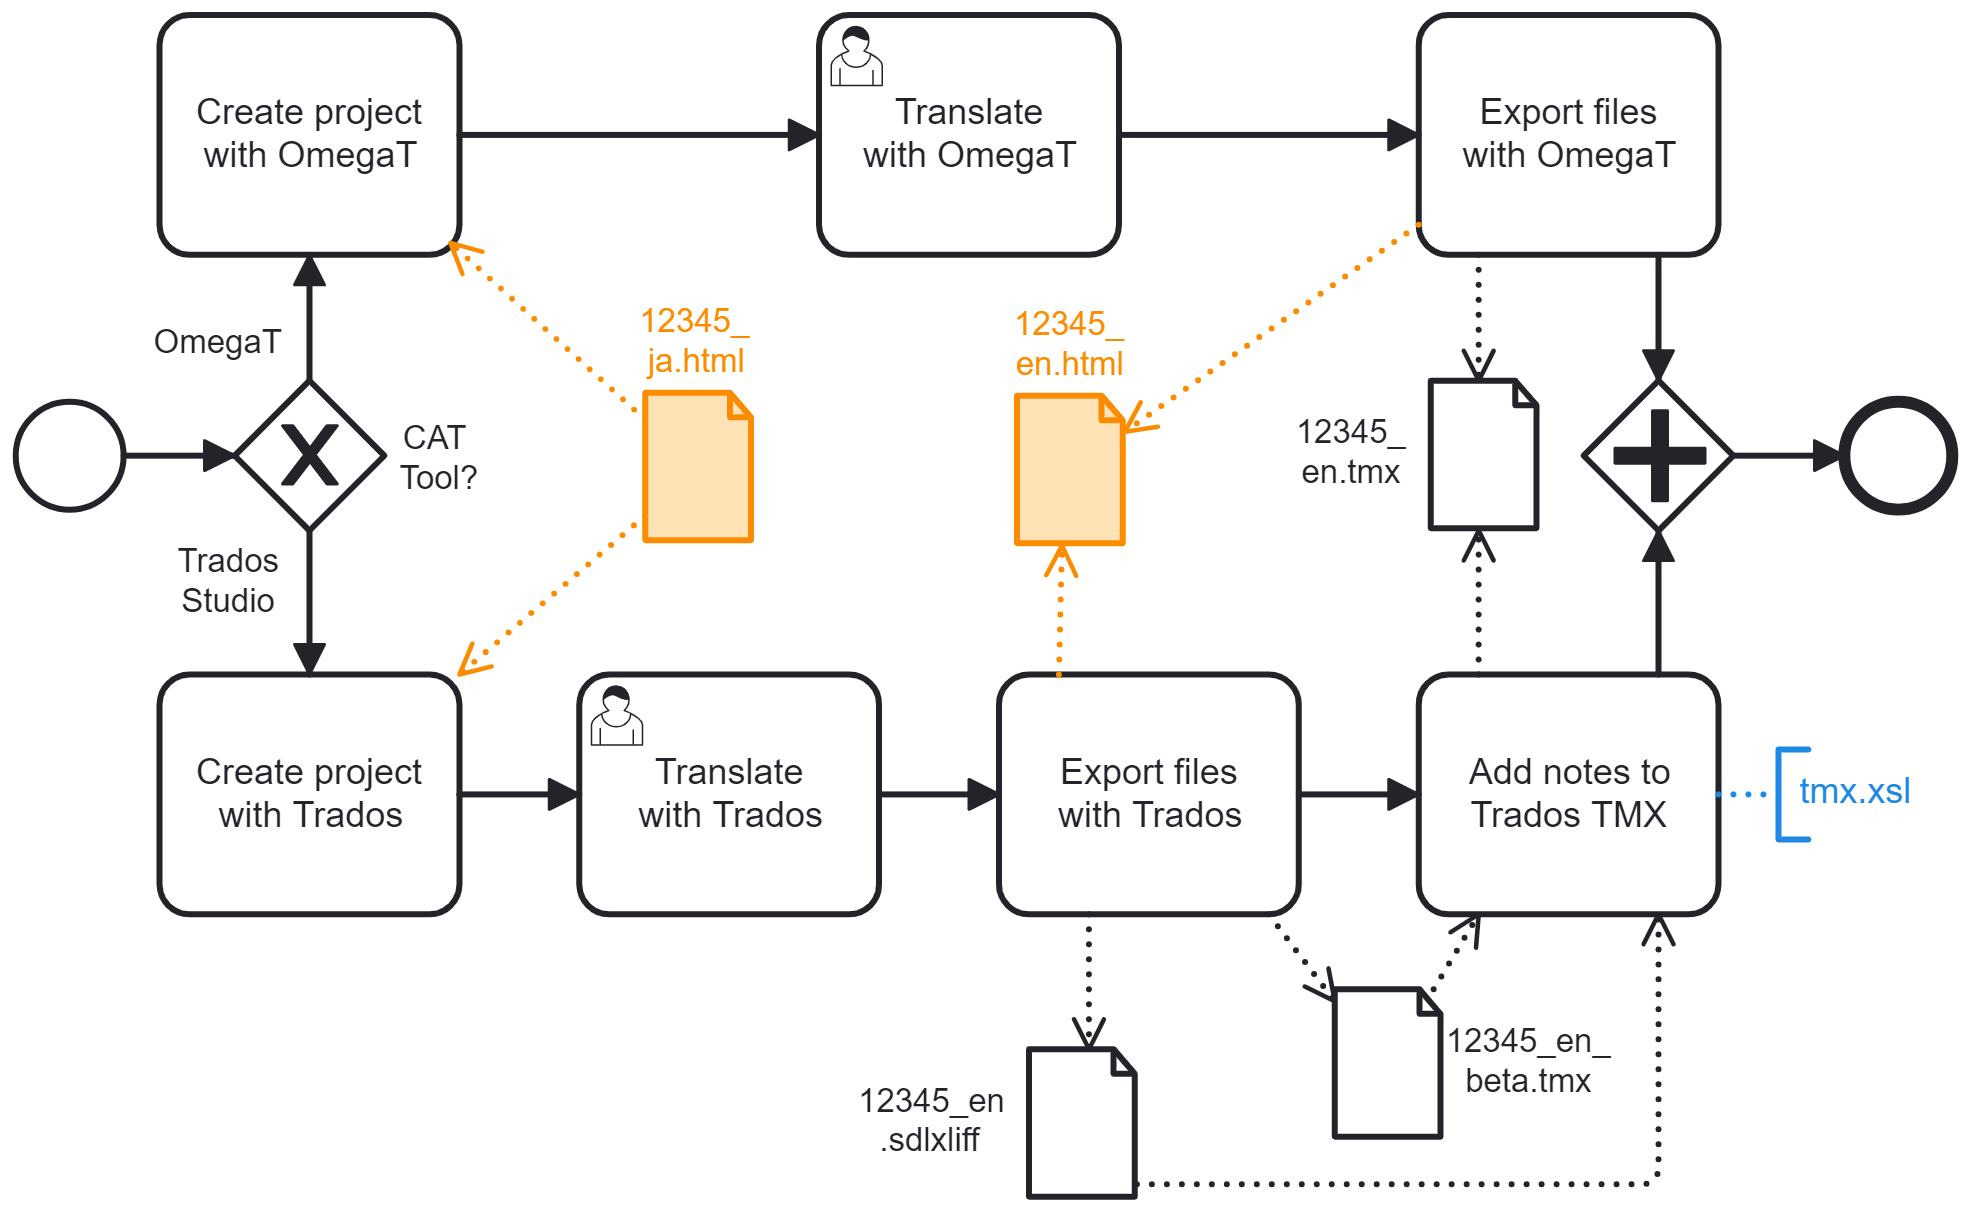 Create project
with OmegaT
Translate
with OmegaT
Export files
with OmegaT
OmegaT
12345_
ja.html
12345_
en.html
12345_
en.tmx
CAT
Tool?
Trados
Studio
Create project
with Trados
Translate
with Trados
Export files
with Trados
Add notes to
Trados TMX
tmx.xsl
12345_en_
beta.tmx
12345_en
.sdlxliff